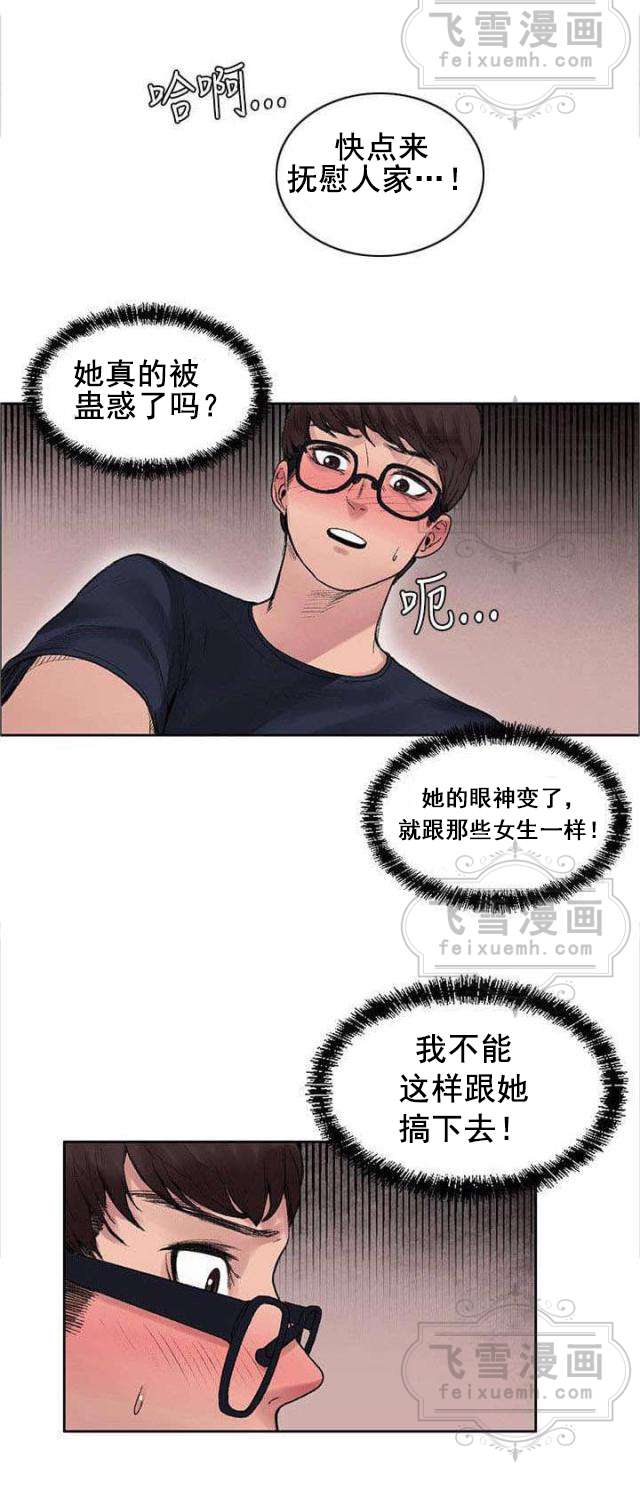 飞雪漫画
feixuemh.com
哈啊…
快点来
抚慰人家…！
她真的被
蛊惑了吗？
呃…
她的眼神变了，
就跟那些女生一样！
飞雪漫画
feixuemh.com
我不能
这样跟她
搞下去！
飞雪漫画
feixuemh.com